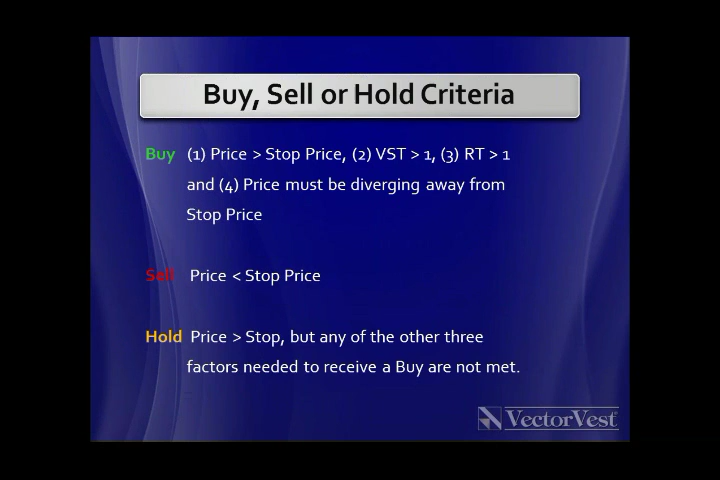 Buy, Sell or Hold Criteria
Buy (1) Price > Stop Price, (2) VST > 1, (3) RT > 1
and (4) Price must be diverging away from
Stop Price
Sell Price < Stop Price
Hold Price > Stop, but any of the other three
factors needed to receive a Buy are not met.
VectorVest